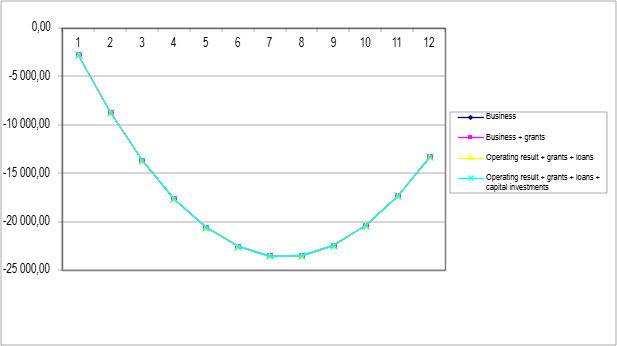 0,00
1 2 3 4 5 6 7 8 9 10 11 12
-5 000,00
-10 000,00
-15 000,00
-20 000,00
-25 000,00
Business
Business + grants
Operating result + grants + loans
Operating result + grants + loans +
capital investments